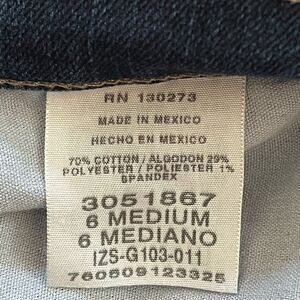 RN 130273
MADE IN MEXICO
HECHO EN MEXICO
70% COTTON / ALGODON 29%
POLYESTER / POLIESTER 1%
SPANDEX
3051867
6 MEDIUM
6 MEDIANO
IZS-G103-011
760809123325